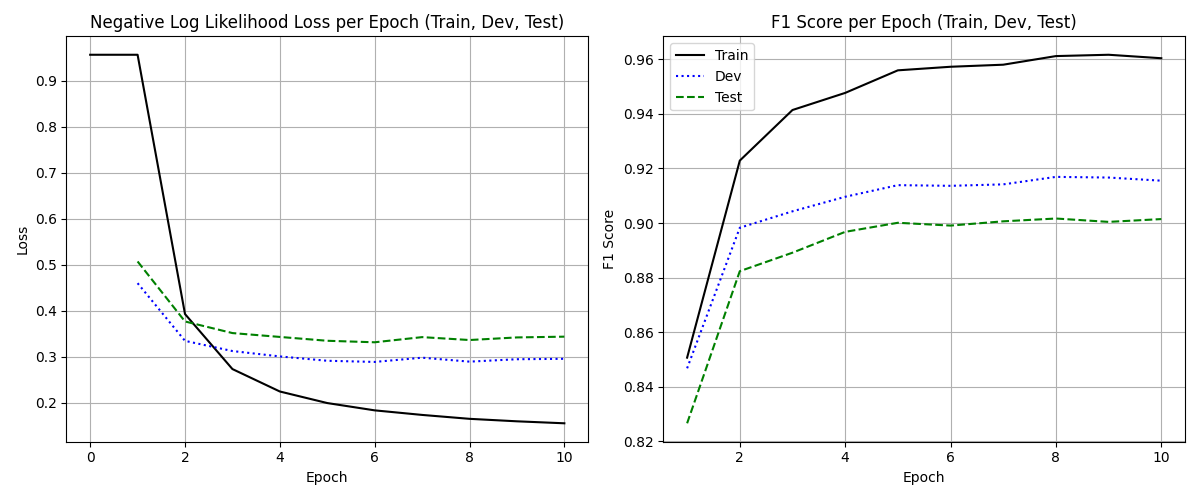 Negative Log Likelihood Loss per Epoch (Train, Dev, Test)
0.9
0.8
0.7
0.6
0.5
0.4
0.3
0.2
Loss
0 2 4 6 8 10
Epoch
F1 Score per Epoch (Train, Dev, Test)
Train
Dev
Test
0.96
0.94
0.92
0.90
0.88
0.86
0.84
0.82
F1 Score
2 4 6 8 10
Epoch